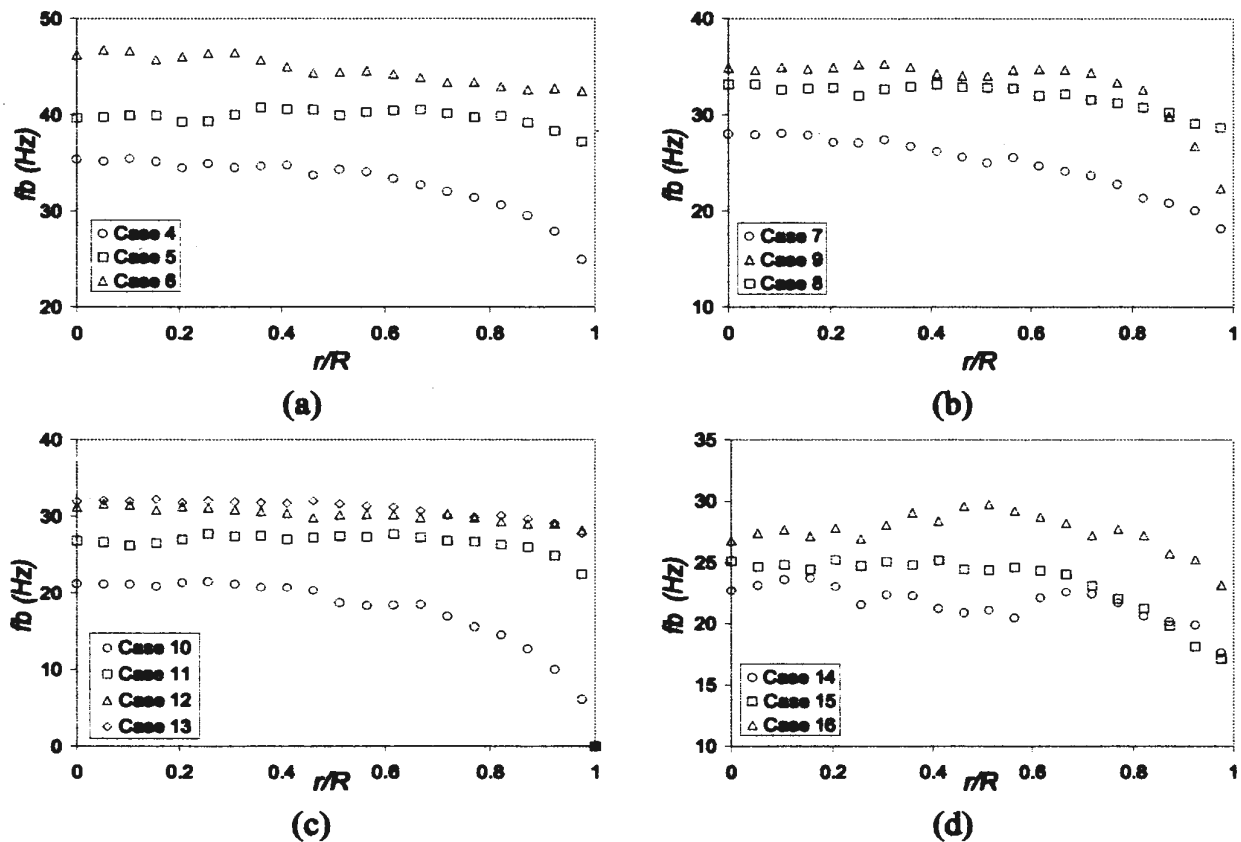 50
40
30
20
fb (Hz)
Case 4
Case 5
Case 6
0
0.2
0.4
0.6
0.8
1
r/R
(a)
40
30
20
10
fb (Hz)
Case 7
Case 9
Case 8
0
0.2
0.4
0.6
0.8
1
r/R
(b)
40
30
20
10
0
fb (Hz)
Case 10
Case 11
Case 12
Case 13
0
0.2
0.4
0.6
0.8
1
r/R
(c)
35
30
25
20
15
10
fb (Hz)
Case 14
Case 15
Case 16
0
0.2
0.4
0.6
0.8
1
r/R
(d)